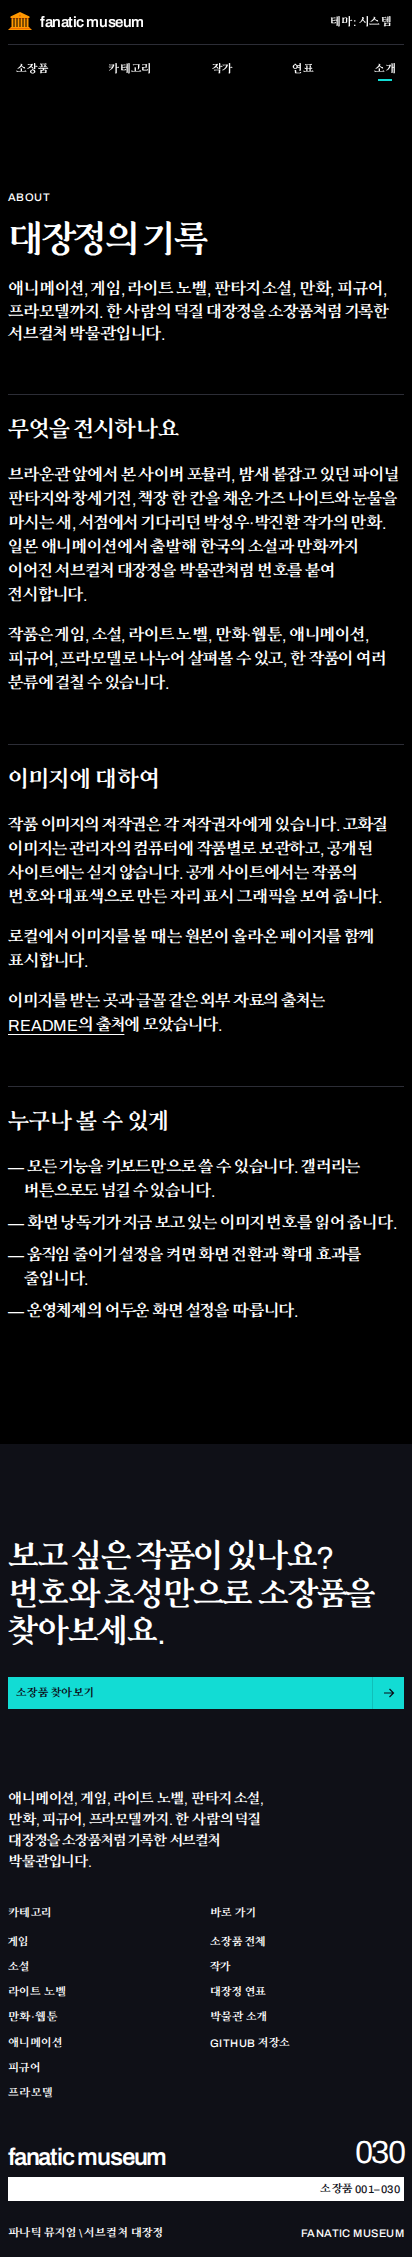 fanatic museum
테마: 시스템
소장품 카테고리 작가 연표 소개
ABOUT
대장정의 기록
애니메이션, 게임, 라이트 노벨, 판타지 소설, 만화, 피규어,
프라모델까지. 한 사람의 덕질 대장정을 소장품처럼 기록한
서브컬처 박물관입니다.
무엇을 전시하나요
브라운관 앞에서 본 사이버 포뮬러, 밤새 붙잡고 있던 파이널
판타지와 창세기전, 책장 한 칸을 채운 가즈 나이트와 눈물을
마시는 새, 서점에서 기다리던 박성우·박진환 작가의 만화.
일본 애니메이션에서 출발해 한국의 소설과 만화까지
이어진 서브컬처 대장정을 박물관처럼 번호를 붙여
전시합니다.
작품은 게임, 소설, 라이트 노벨, 만화·웹툰, 애니메이션,
피규어, 프라모델로 나누어 살펴볼 수 있고, 한 작품이 여러
분류에 걸칠 수 있습니다.
이미지에 대하여
작품 이미지의 저작권은 각 저작권자에게 있습니다. 고화질
이미지는 관리자의 컴퓨터에 작품별로 보관하고, 공개된
사이트에는 싣지 않습니다. 공개 사이트에서는 작품의
번호와 대표색으로 만든 자리 표시 그래픽을 보여 줍니다.
로컬에서 이미지를 볼 때는 원본이 올라온 페이지를 함께
표시합니다.
이미지를 받는 곳과 글꼴 같은 외부 자료의 출처는
README의 출처에 모았습니다.
누구나 볼 수 있게
— 모든 기능을 키보드만으로 쓸 수 있습니다. 갤러리는
버튼으로도 넘길 수 있습니다.
— 화면 낭독기가 지금 보고 있는 이미지 번호를 읽어 줍니다.
— 움직임 줄이기 설정을 켜면 화면 전환과 확대 효과를
줄입니다.
— 운영체제의 어두운 화면 설정을 따릅니다.
보고 싶은 작품이 있나요?
번호와 초성만으로 소장품을
찾아보세요.
소장품 찾아보기 →
애니메이션, 게임, 라이트 노벨, 판타지 소설,
만화, 피규어, 프라모델까지. 한 사람의 덕질
대장정을 소장품처럼 기록한 서브컬처
박물관입니다.
카테고리
게임
소설
라이트 노벨
만화·웹툰
애니메이션
피규어
프라모델
바로 가기
소장품 전체
작가
대장정 연표
박물관 소개
GITHUB 저장소
fanatic museum
030
소장품 001–030
파나틱 뮤지엄 \ 서브컬처 대장정
FANATIC MUSEUM